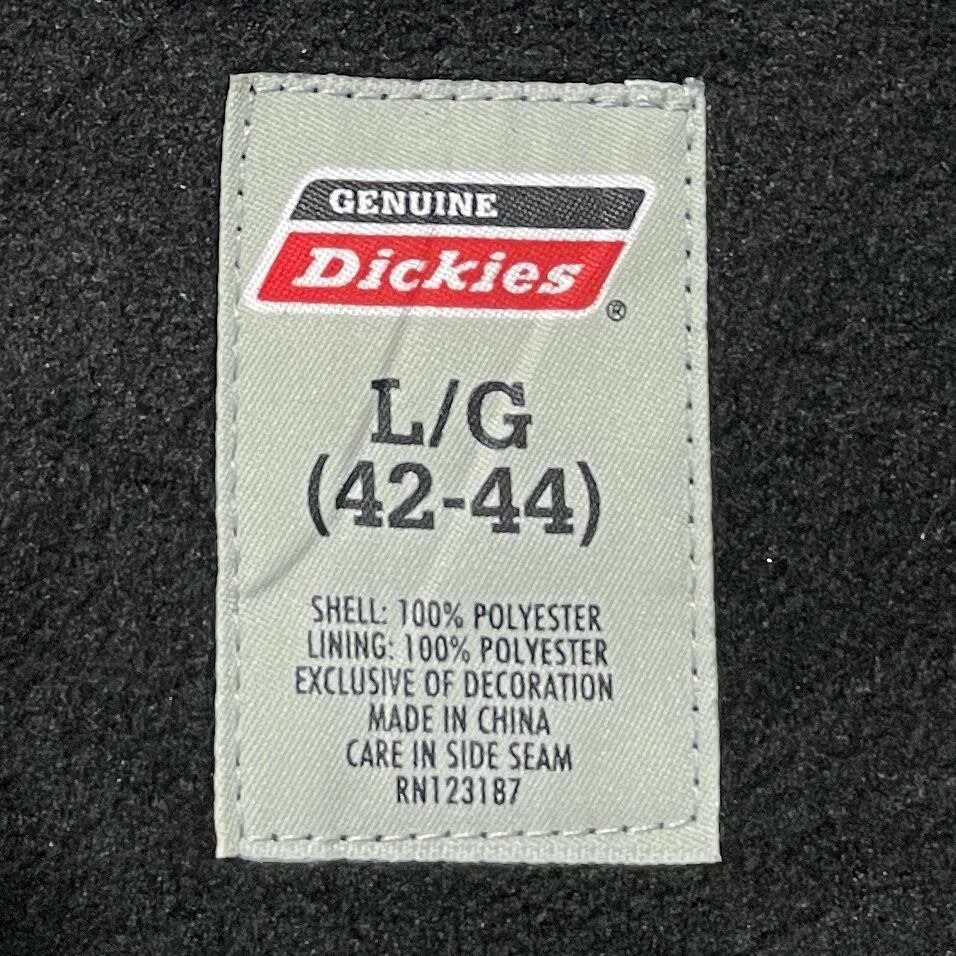 GENUINE
Dickies
®
L/G
(42-44)
SHELL: 100% POLYESTER
LINING: 100% POLYESTER
EXCLUSIVE OF DECORATION
MADE IN CHINA
CARE IN SIDE SEAM
RN123187